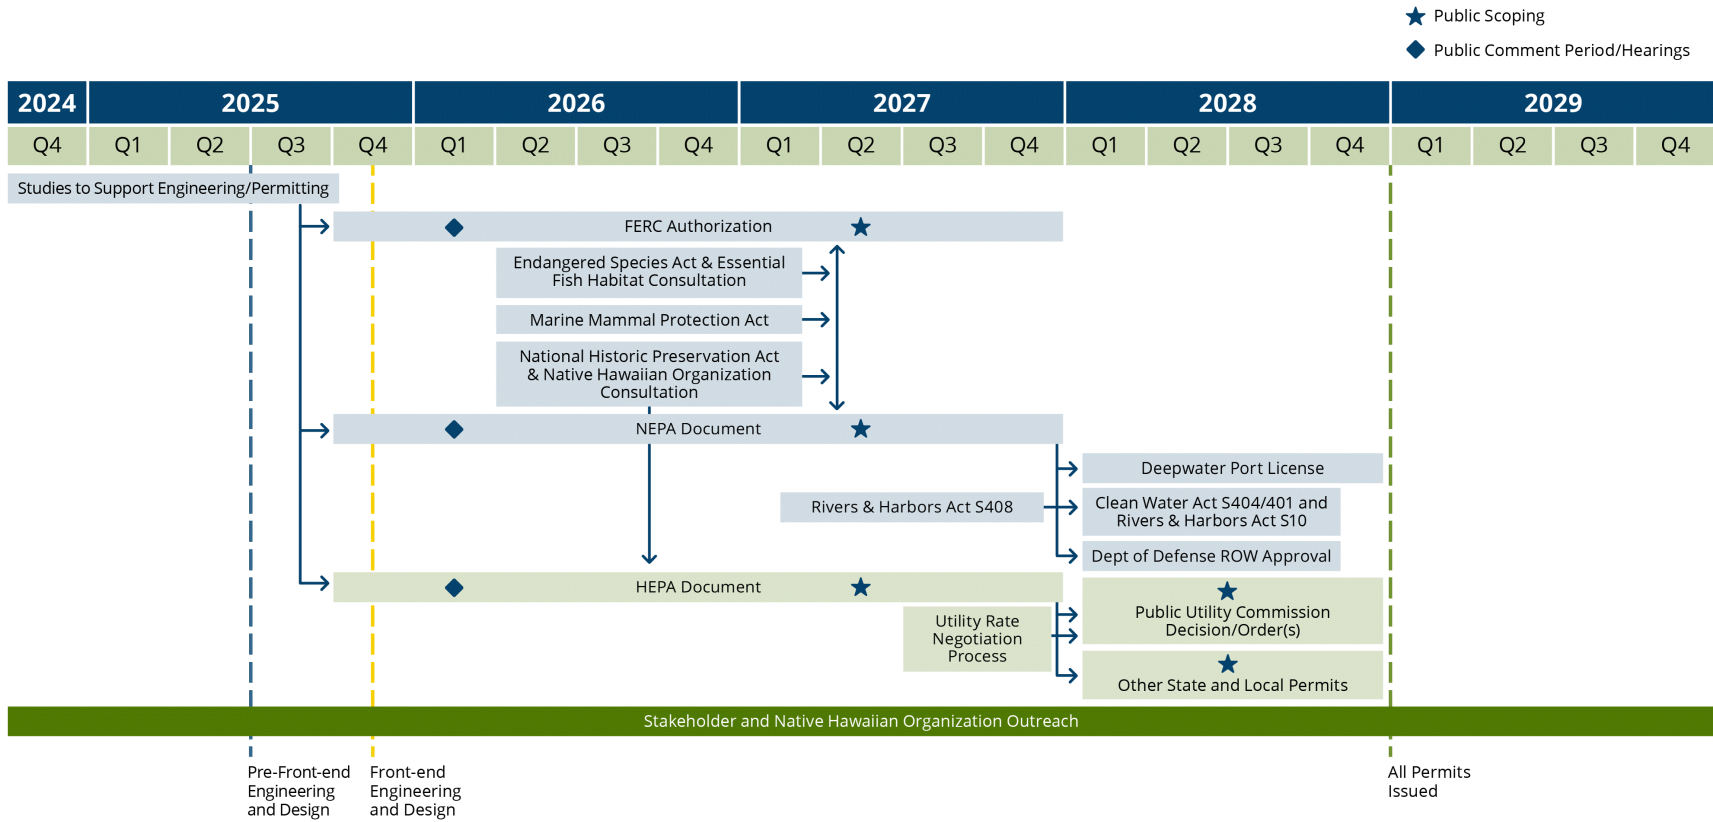 Public Scoping
Public Comment Period/Hearings
2024 2025 2026 2027 2028 2029
Q4 Q1 Q2 Q3 Q4 Q1 Q2 Q3 Q4 Q1 Q2 Q3 Q4 Q1 Q2 Q3 Q4 Q1 Q2 Q3 Q4
Studies to Support Engineering/Permitting
FERC Authorization
Endangered Species Act & Essential
Fish Habitat Consultation
Marine Mammal Protection Act
National Historic Preservation Act
& Native Hawaiian Organization
Consultation
NEPA Document
Deepwater Port License
Rivers & Harbors Act S408
Clean Water Act S404/401 and
Rivers & Harbors Act S10
Dept of Defense ROW Approval
HEPA Document
Utility Rate
Negotiation
Process
Public Utility Commission
Decision/Order(s)
Other State and Local Permits
Stakeholder and Native Hawaiian Organization Outreach
Pre-Front-end
Engineering
and Design
Front-end
Engineering
and Design
All Permits
Issued